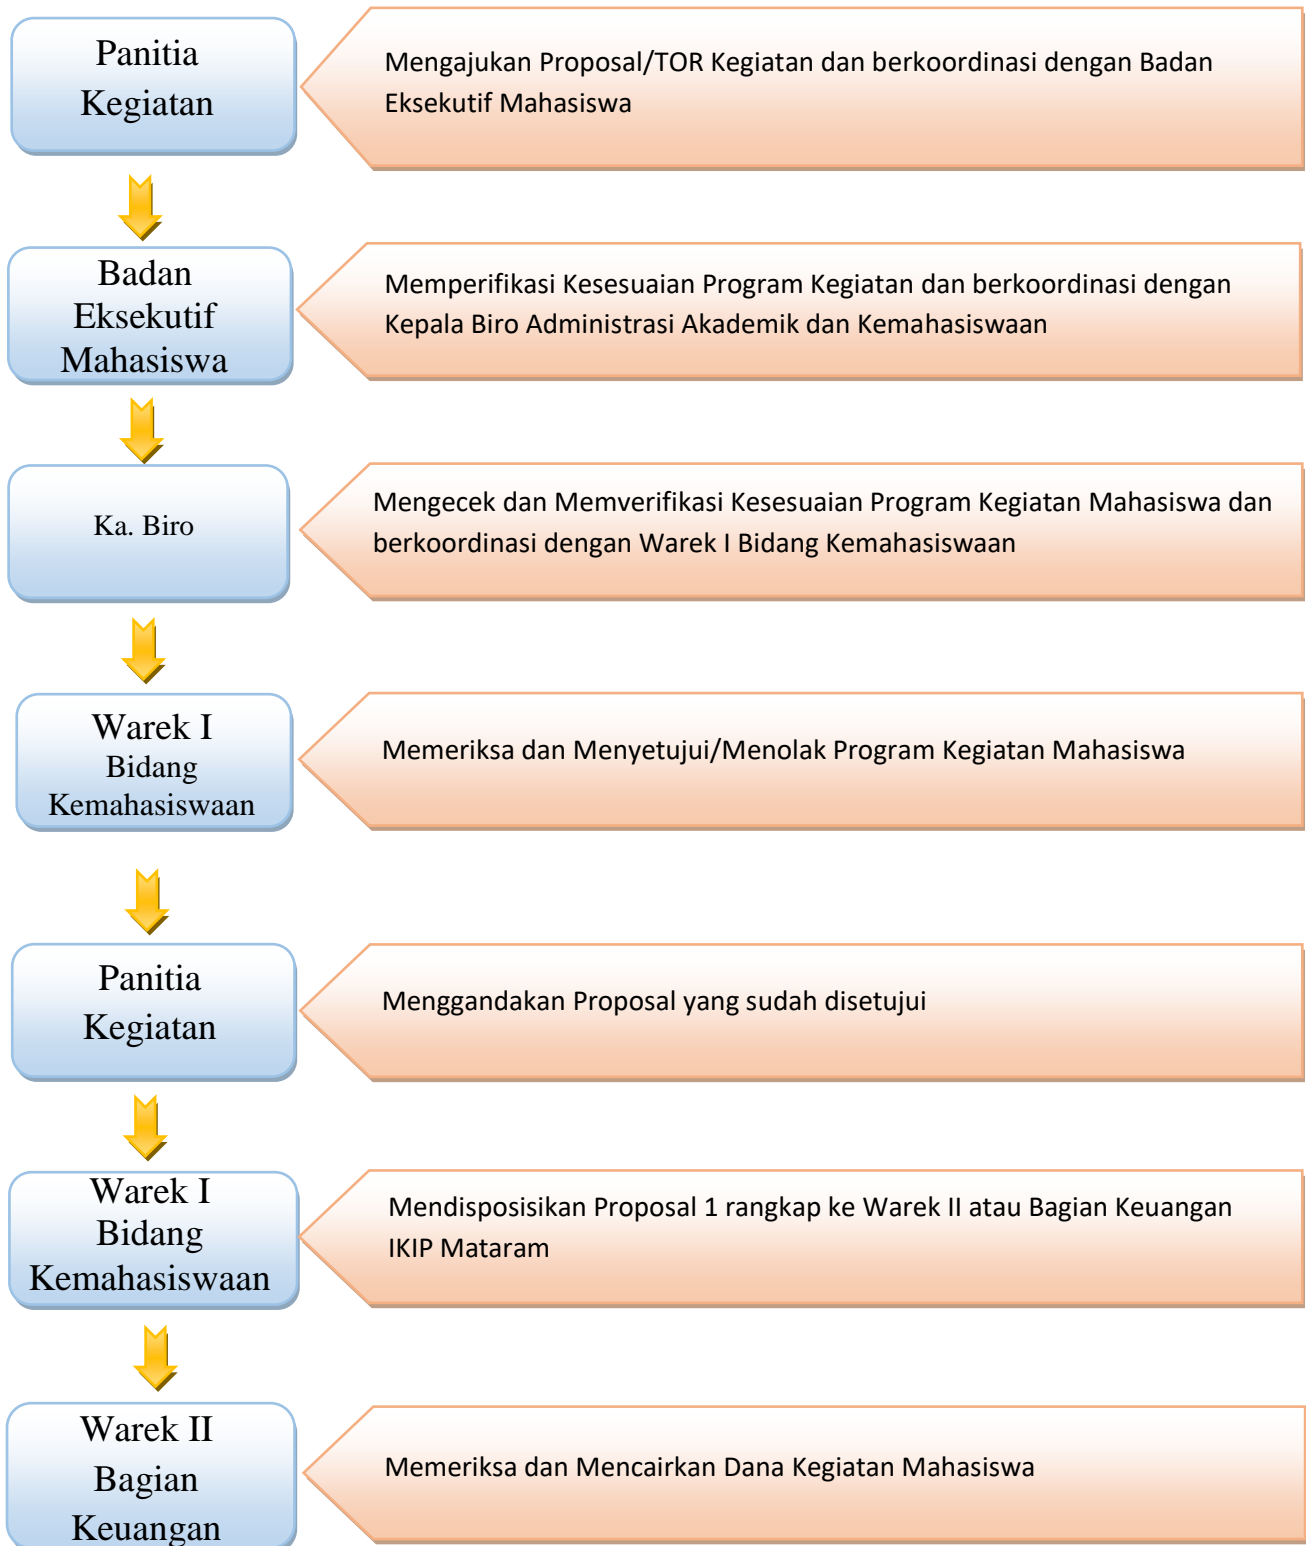 Panitia
Kegiatan
Mengajukan Proposal/TOR Kegiatan dan berkoordinasi dengan Badan
Eksekutif Mahasiswa
Badan
Eksekutif
Mahasiswa
Memperifikasi Kesesuaian Program Kegiatan dan berkoordinasi dengan
Kepala Biro Administrasi Akademik dan Kemahasiswaan
Ka. Biro
Mengecek dan Memverifikasi Kesesuaian Program Kegiatan Mahasiswa dan
berkoordinasi dengan Warek I Bidang Kemahasiswaan
Warek I
Bidang
Kemahasiswaan
Memeriksa dan Menyetujui/Menolak Program Kegiatan Mahasiswa
Panitia
Kegiatan
Menggandakan Proposal yang sudah disetujui
Warek I
Bidang
Kemahasiswaan
Mendisposisikan Proposal 1 rangkap ke Warek II atau Bagian Keuangan
IKIP Mataram
Warek II
Bagian
Keuangan
Memeriksa dan Mencairkan Dana Kegiatan Mahasiswa